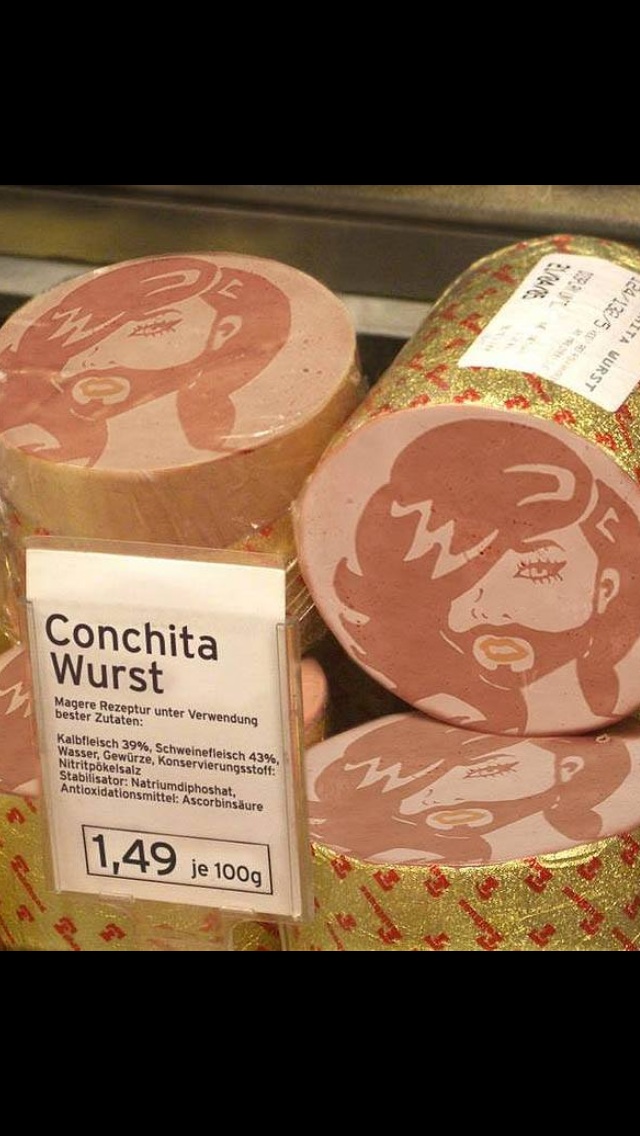 Conchita
Wurst
Magere Rezeptur unter Verwendung
bester Zutaten:
Kalbfleisch 39%, Schweinefleisch 43%,
Wasser, Gewürze, Konservierungsstoff:
Nitritpökelsalz
Stabilisator: Natriumdiphoshat,
Antioxidationsmittel: Ascorbinsäure
1,49 je 100g
WURST